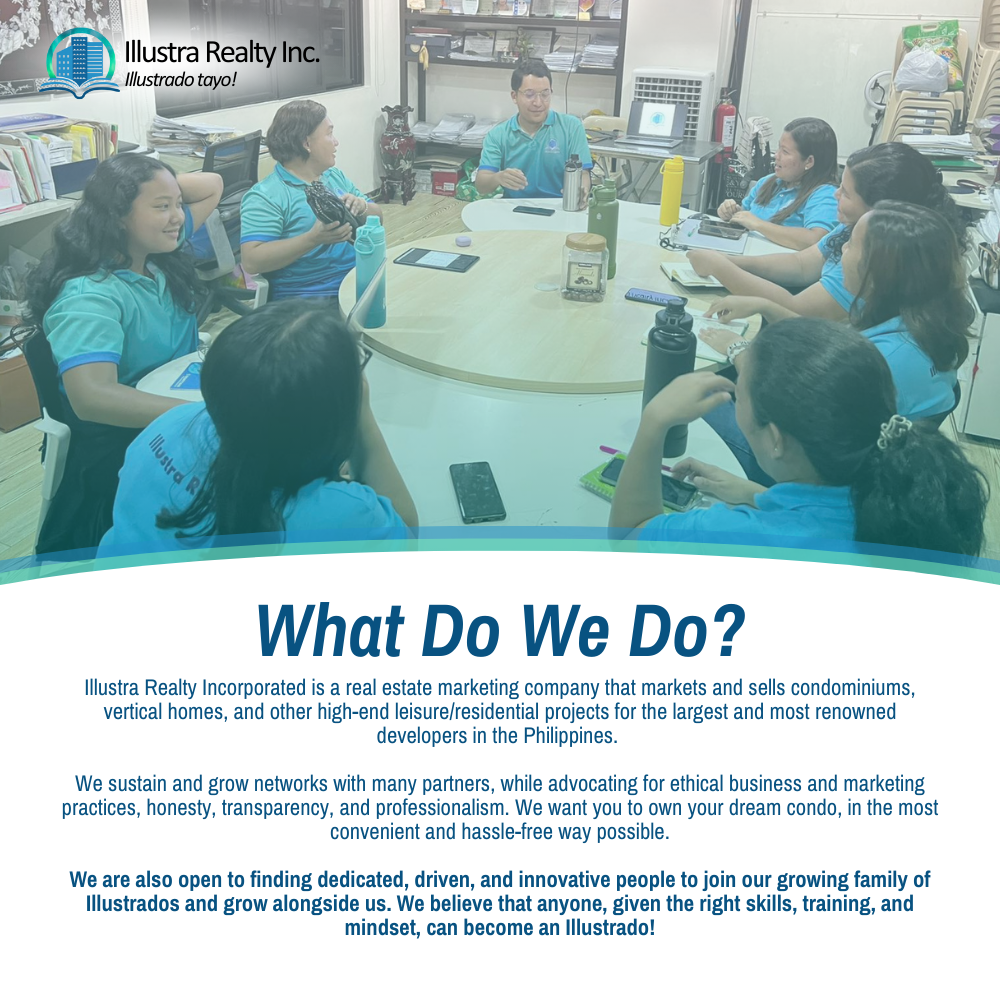 Illustra Realty Inc.
Illustrado tayo!
Illustra R
What Do We Do?
Illustra Realty Incorporated is a real estate marketing company that markets and sells condominiums,
vertical homes, and other high-end leisure/residential projects for the largest and most renowned
developers in the Philippines.
We sustain and grow networks with many partners, while advocating for ethical business and marketing
practices, honesty, transparency, and professionalism. We want you to own your dream condo, in the most
convenient and hassle-free way possible.
We are also open to finding dedicated, driven, and innovative people to join our growing family of
Illustrados and grow alongside us. We believe that anyone, given the right skills, training, and
mindset, can become an Illustrado!